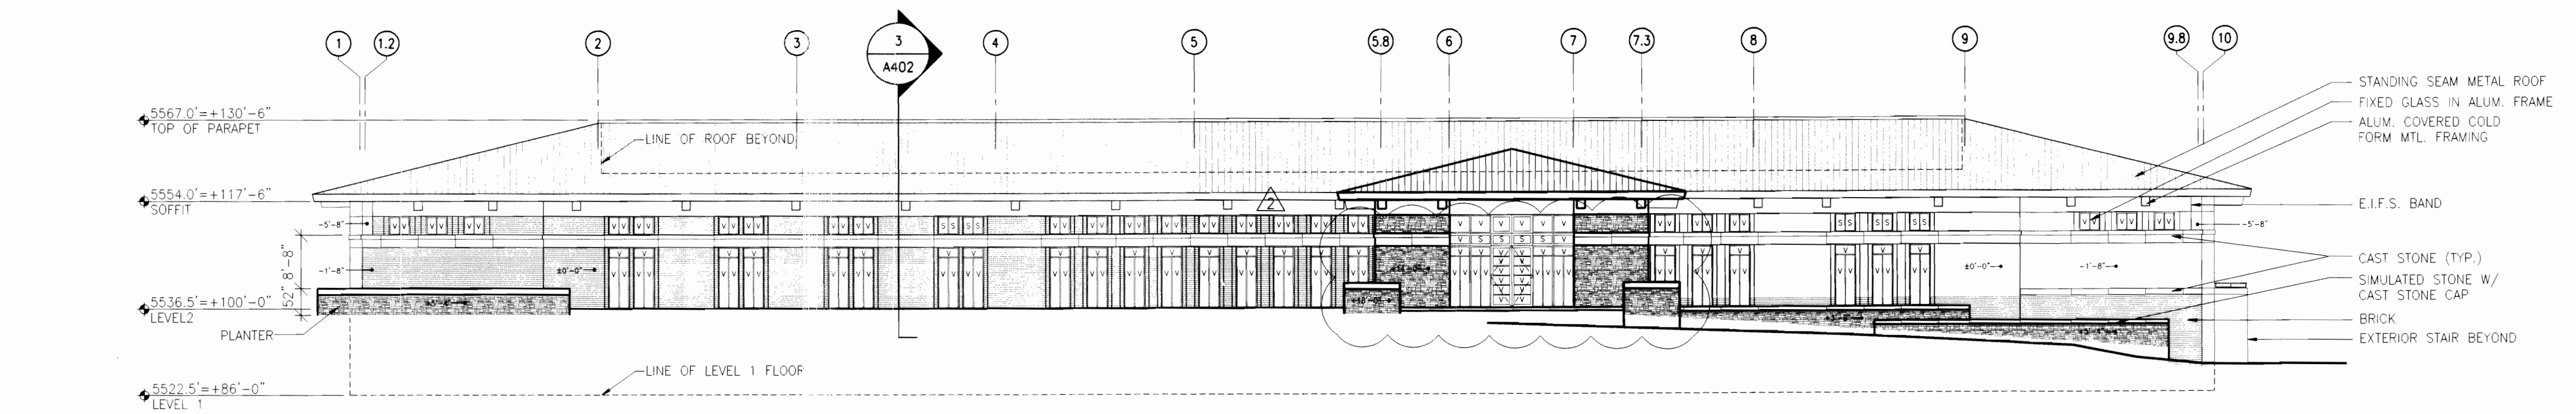 1
1.2
2
3
3
A402
4
5
5.8
6
7
7.3
8
9
9.8
10
5567.0'=+130'-6"
TOP OF PARAPET
LINE OF ROOF BEYOND
STANDING SEAM METAL ROOF
FIXED GLASS IN ALUM. FRAME
ALUM. COVERED COLD
FORM MTL. FRAMING
5554.0'=+117'-6"
SOFFIT
2
E.I.F.S. BAND
-5'-8"
V V V V V V
S S S S
-5'-8"
8'-8"
-1'-8"
±0'-0"
±0'-0"
-1'-8"
CAST STONE (TYP.)
SIMULATED STONE W/
CAST STONE CAP
52"
5536.5'=+100'-0"
LEVEL2
PLANTER
BRICK
EXTERIOR STAIR BEYOND
LINE OF LEVEL 1 FLOOR
5522.5'=+86'-0"
LEVEL 1